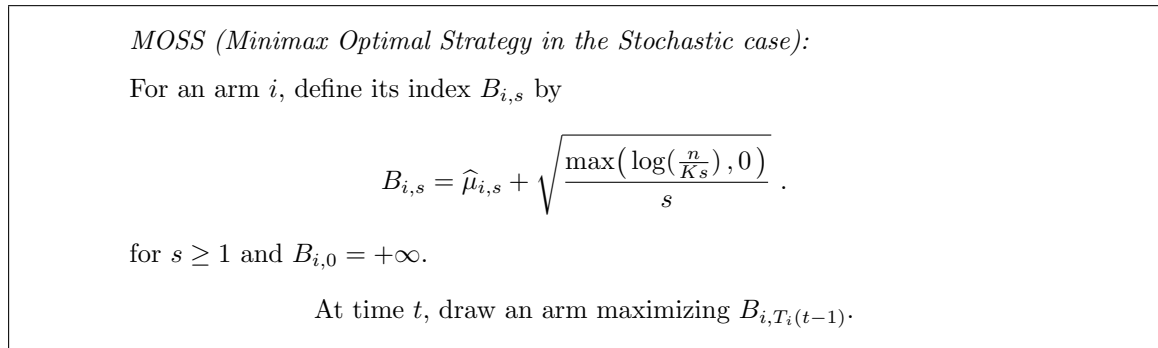 MOSS (Minimax Optimal Strategy in the Stochastic case):
For an arm i, define its index B_{i,s} by
B_{i,s} = \widehat{\mu}_{i,s} + \sqrt{\frac{\max(\log(\frac{n}{Ks}), 0)}{s}} .
for s ≥ 1 and B_{i,0} = +∞.
At time t, draw an arm maximizing B_{i,T_i(t−1)}.